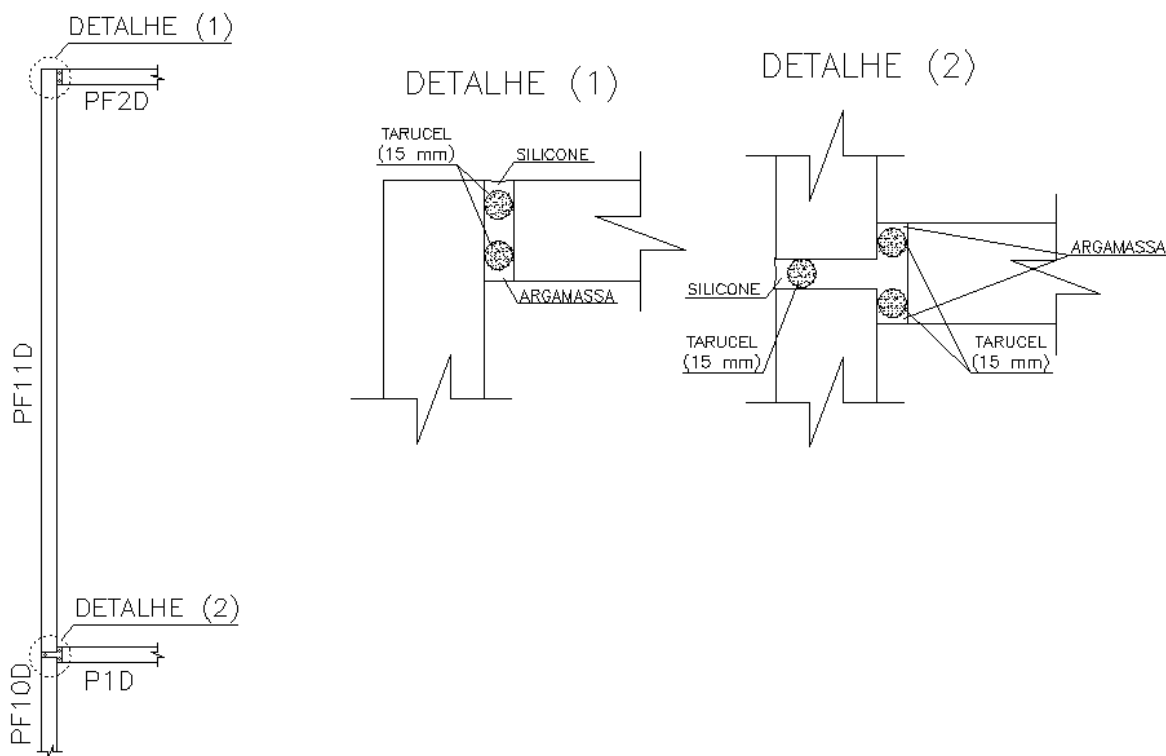 DETALHE (1)
PF2D
PF11D
DETALHE (2)
P1D
PF10D
DETALHE (1)
TARUCEL
(15 mm)
SILICONE
ARGAMASSA
DETALHE (2)
ARGAMASSA
SILICONE
TARUCEL
(15 mm)
TARUCEL
(15 mm)